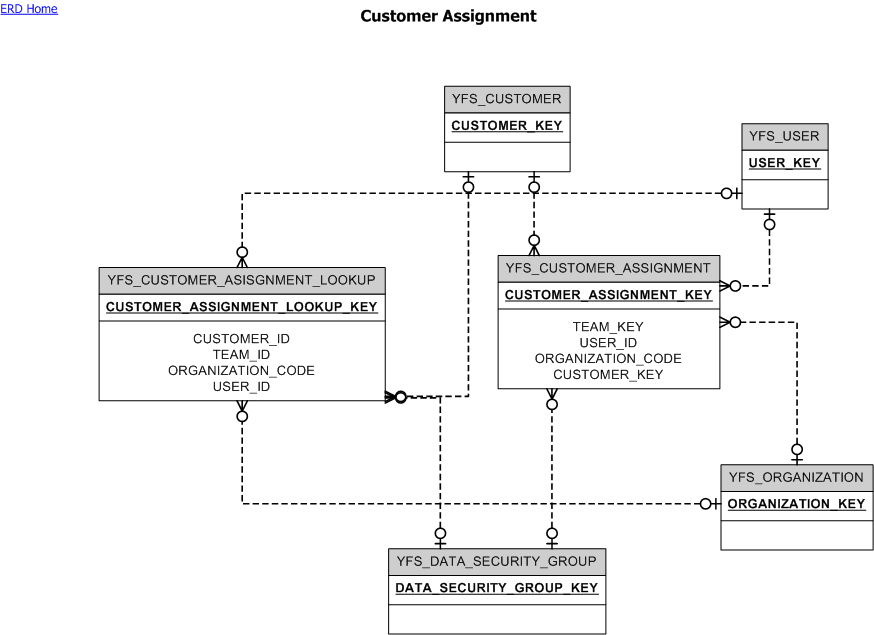 ERD Home
Customer Assignment
YFS_CUSTOMER
CUSTOMER_KEY
YFS_USER
USER_KEY
YFS_CUSTOMER_ASISGNMENT_LOOKUP
CUSTOMER_ASSIGNMENT_LOOKUP_KEY
CUSTOMER_ID
TEAM_ID
ORGANIZATION_CODE
USER_ID
YFS_CUSTOMER_ASSIGNMENT
CUSTOMER_ASSIGNMENT_KEY
TEAM_KEY
USER_ID
ORGANIZATION_CODE
CUSTOMER_KEY
YFS_ORGANIZATION
ORGANIZATION_KEY
YFS_DATA_SECURITY_GROUP
DATA_SECURITY_GROUP_KEY